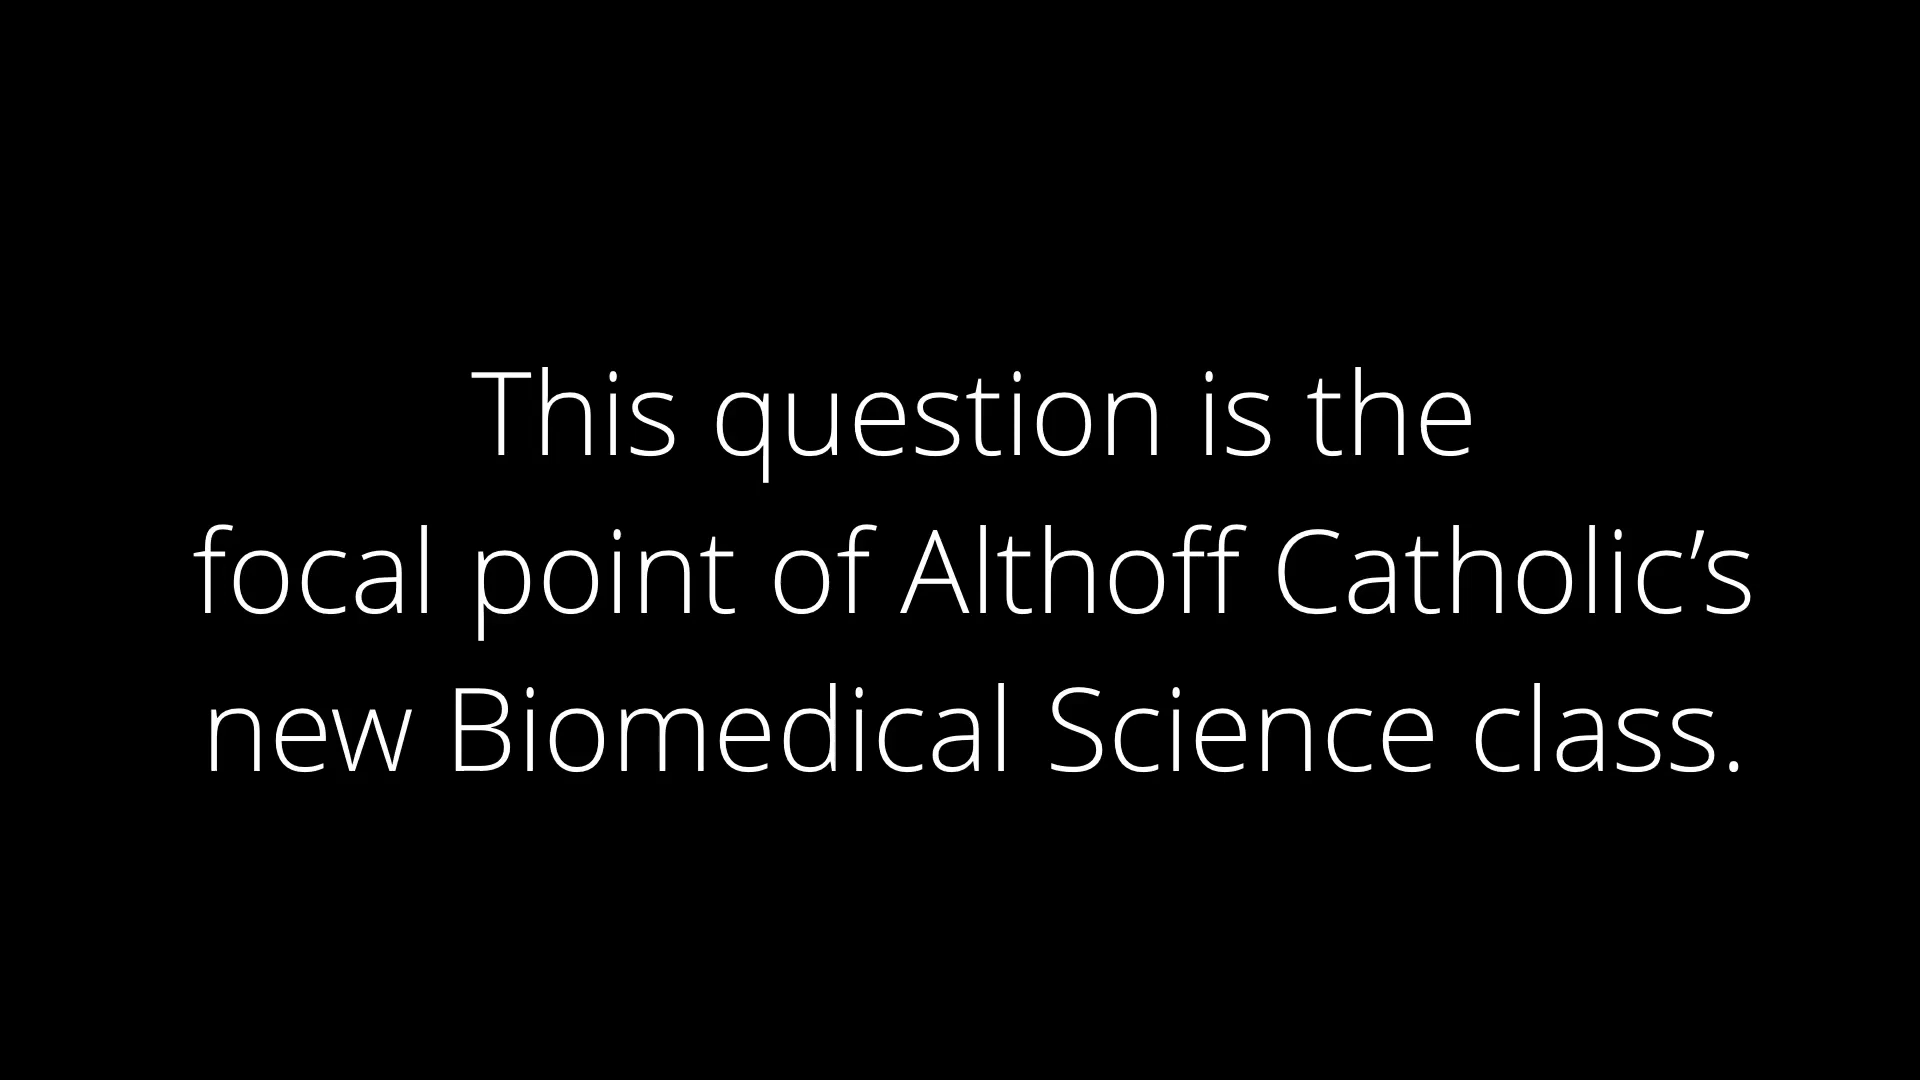 This question is the
focal point of Althoff Catholic’s
new Biomedical Science class.